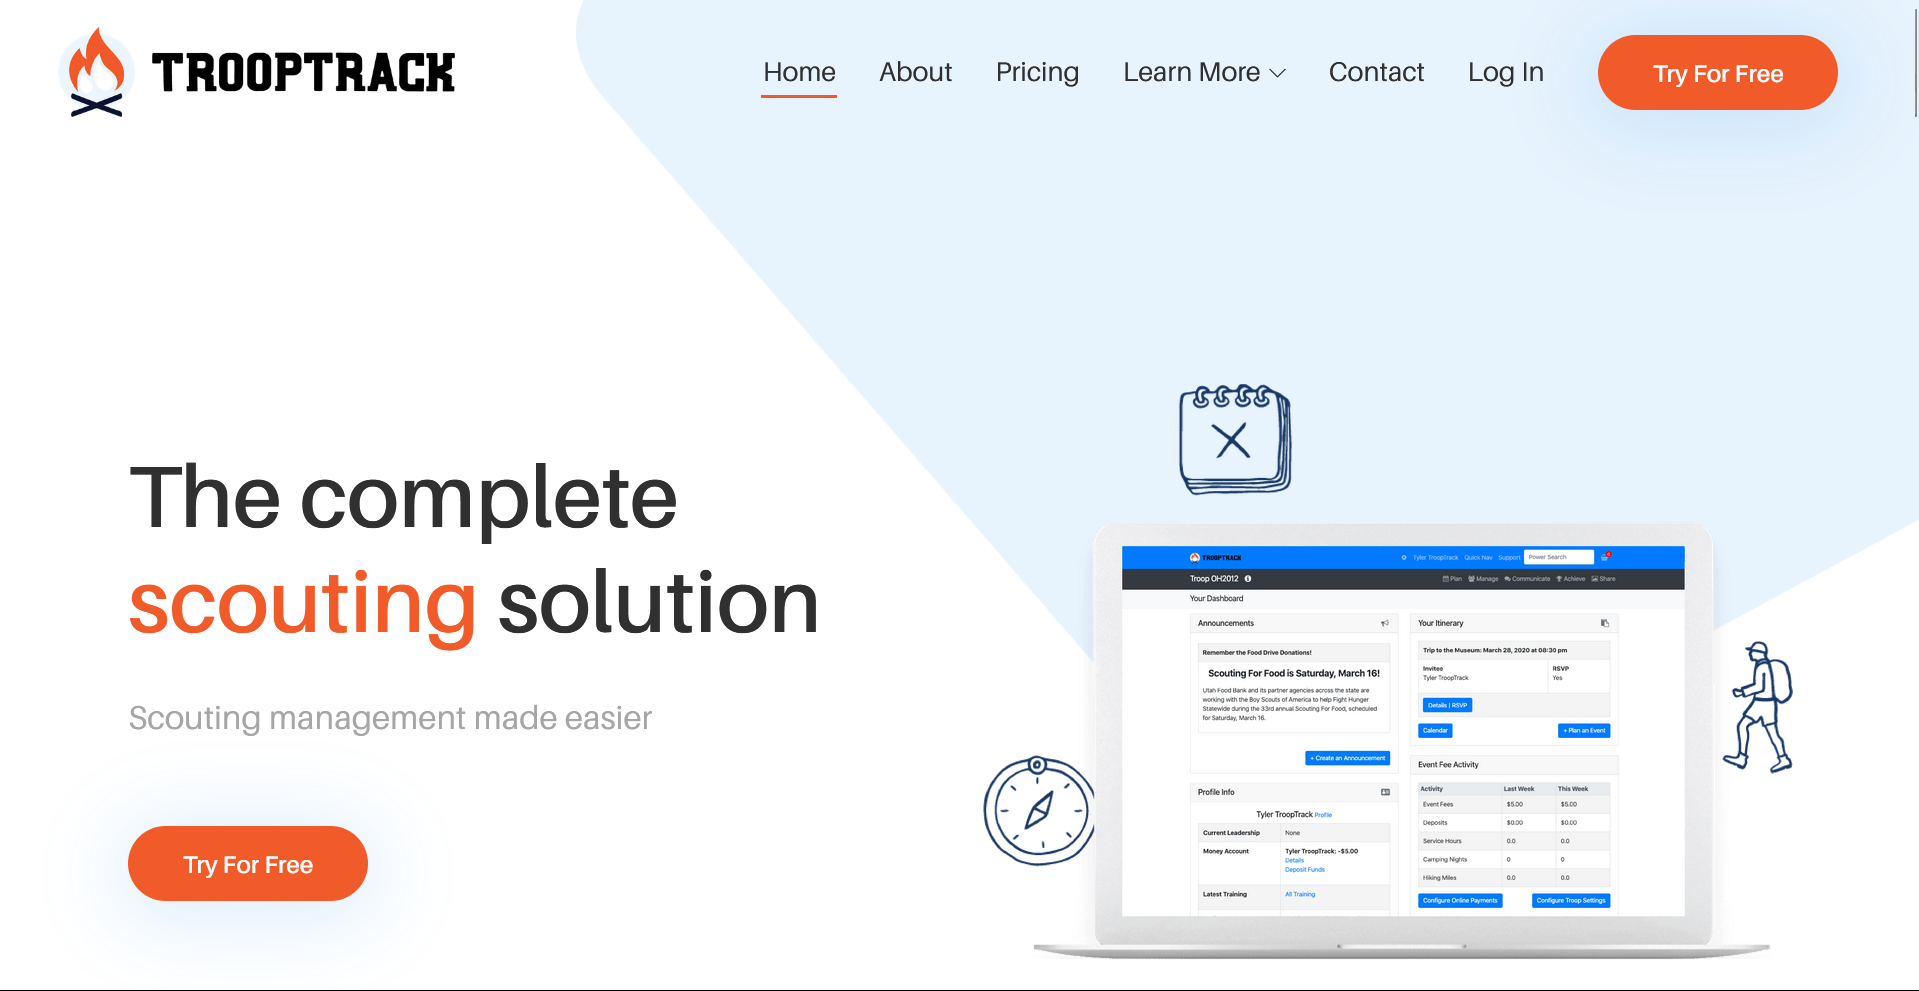 TROOPTRACK
Home About Pricing Learn More Contact Log In Try For Free
The complete
scouting solution
Scouting management made easier
Try For Free
TROOPTRACK Tyler TroopTrack Quick Nav Support Power Search
Troop OH2012 Plan Manage Communicate Achieve Share
Your Dashboard
Announcements
Remember the Food Drive Donations!
Scouting For Food is Saturday, March 16!
Utah Food Bank and its partner agencies across the state are
working with the Boy Scouts of America to help Fight Hunger
Statewide during the 33rd annual Scouting For Food, scheduled
for Saturday, March 16.
+ Create an Announcement
Profile Info
Tyler TroopTrack Profile
Current Leadership None
Money Account Tyler TroopTrack: -$5.00
Details
Deposit Funds
Latest Training All Training
Your Itinerary
Trip to the Museum: March 28, 2020 at 08:30 pm
Invitee RSVP
Tyler TroopTrack Yes
Details | RSVP
Calendar + Plan an Event
Event Fee Activity
Activity Last Week This Week
Event Fees $5.00 $5.00
Deposits $0.00 $0.00
Service Hours 0.0 0.0
Camping Nights 0 0
Hiking Miles 0.0 0.0
Configure Online Payments Configure Troop Settings